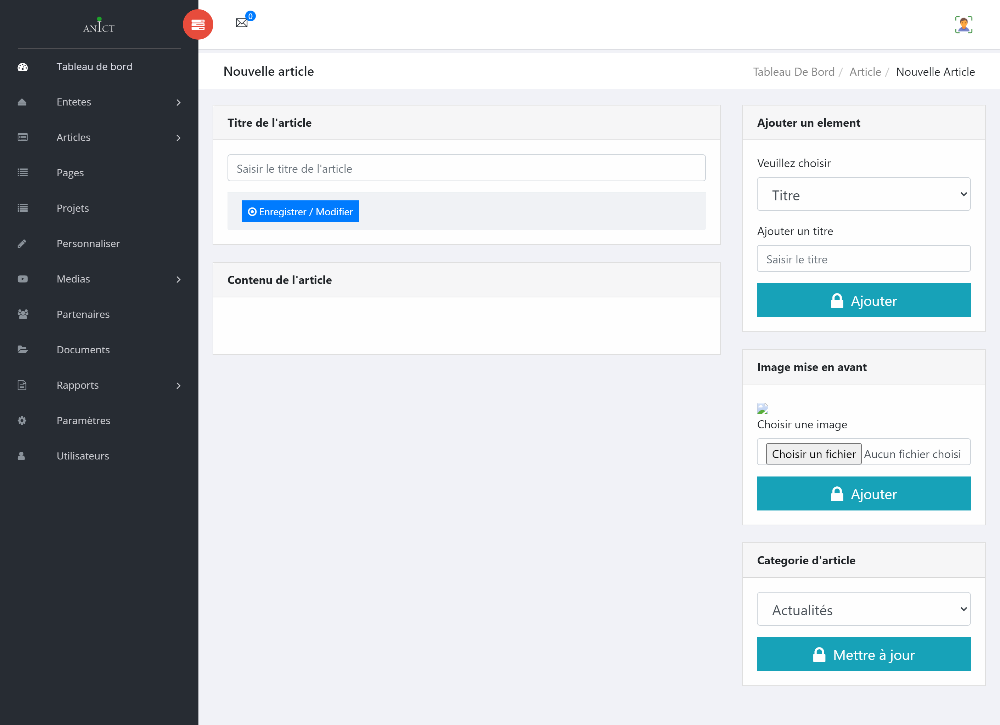 ANICT
0
Tableau de bord
Entetes
Articles
Pages
Projets
Personnaliser
Medias
Partenaires
Documents
Rapports
Paramètres
Utilisateurs
Nouvelle article
Tableau De Bord / Article / Nouvelle Article
Titre de l'article
Saisir le titre de l'article
Enregistrer / Modifier
Contenu de l'article
Ajouter un element
Veuillez choisir
Titre
Ajouter un titre
Saisir le titre
Ajouter
Image mise en avant
Choisir une image
Choisir un fichier Aucun fichier choisi
Ajouter
Categorie d'article
Actualités
Mettre à jour